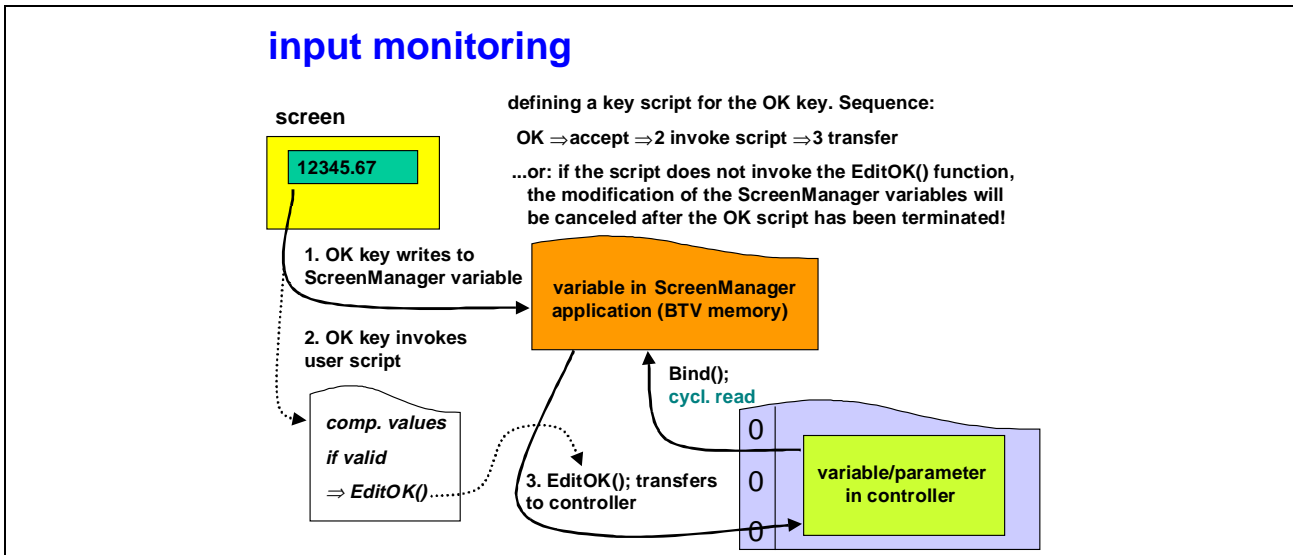 input monitoring
screen
12345.67
defining a key script for the OK key. Sequence:
OK ⇒accept ⇒2 invoke script ⇒3 transfer
...or: if the script does not invoke the EditOK() function,
the modification of the ScreenManager variables will
be canceled after the OK script has been terminated!
1. OK key writes to
ScreenManager variable
variable in ScreenManager
application (BTV memory)
2. OK key invokes
user script
Bind();
cycl. read
comp. values
if valid
⇒ EditOK()
3. EditOK(); transfers
to controller
0
0
0
variable/parameter
in controller